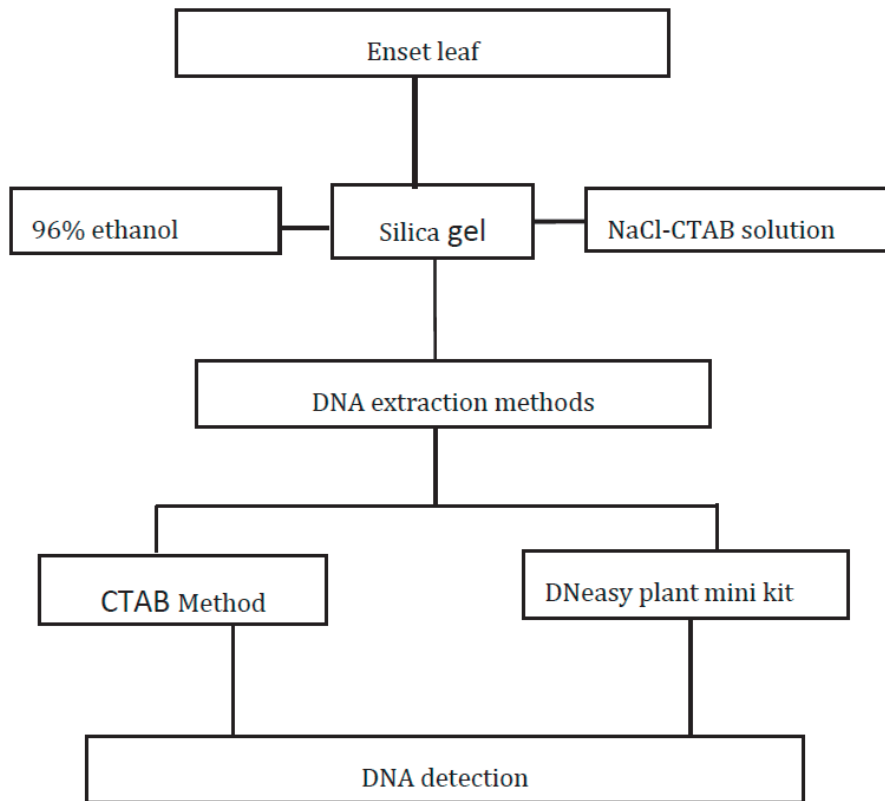 Enset leaf
96% ethanol
Silica gel
NaCl-CTAB solution
DNA extraction methods
CTAB Method
DNeasy plant mini kit
DNA detection